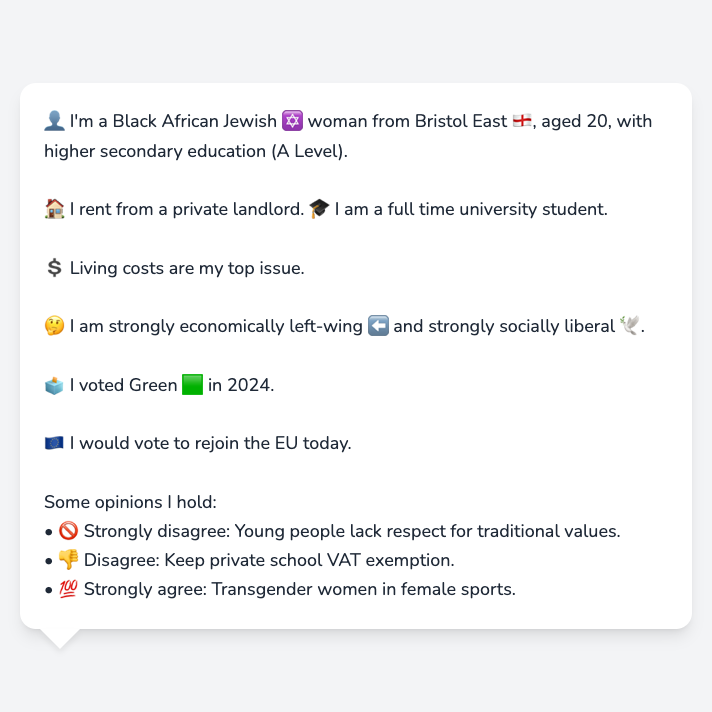 👤 I'm a Black African Jewish ✡️ woman from Bristol East 🏴󠁧󠁢󠁥󠁮󠁧󠁿, aged 20, with
higher secondary education (A Level).
🏠 I rent from a private landlord. 🎓 I am a full time university student.
💲 Living costs are my top issue.
🤔 I am strongly economically left-wing ⬅️ and strongly socially liberal 🕊️.
🗳️ I voted Green 🟩 in 2024.
🇪🇺 I would vote to rejoin the EU today.
Some opinions I hold:
• 🚫 Strongly disagree: Young people lack respect for traditional values.
• 👎 Disagree: Keep private school VAT exemption.
• 💯 Strongly agree: Transgender women in female sports.